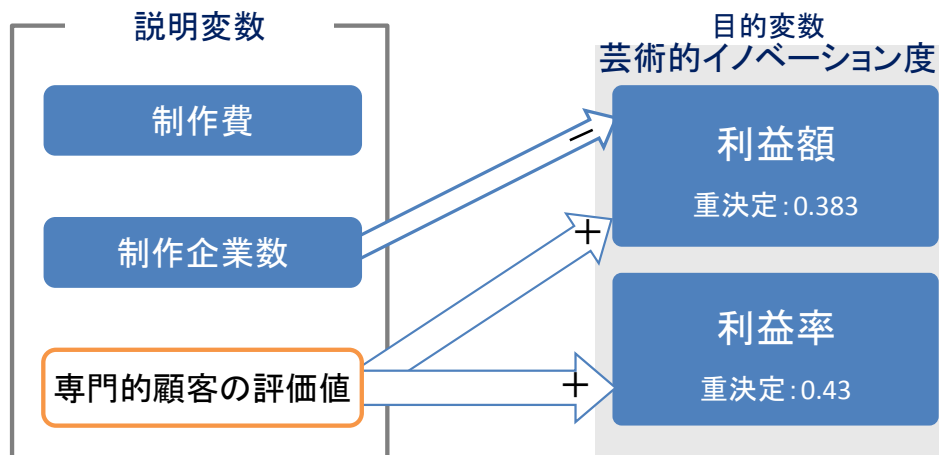 説明変数
制作費
制作企業数
専門的顧客の評価値
目的変数
芸術的イノベーション度
利益額
重決定:0.383
利益率
重決定:0.43
−
+
+